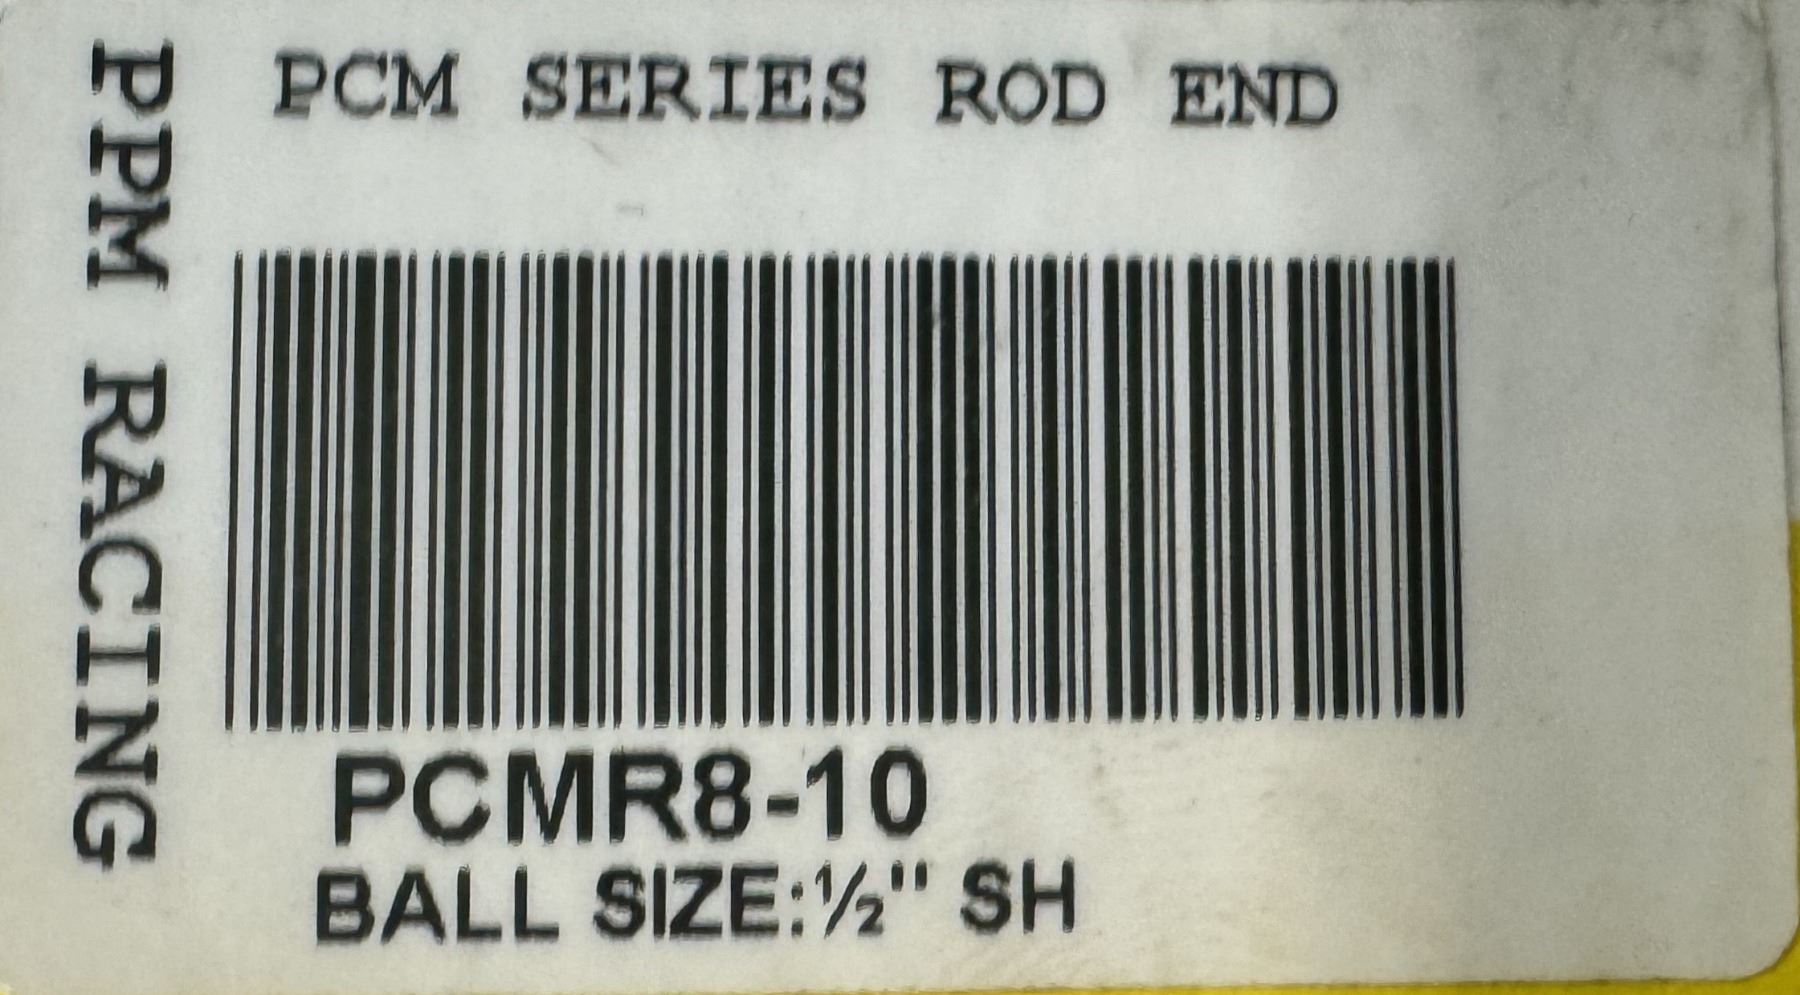 PPM RACING
PCM SERIES ROD END
PCMR8-10
BALL SIZE:½" SH